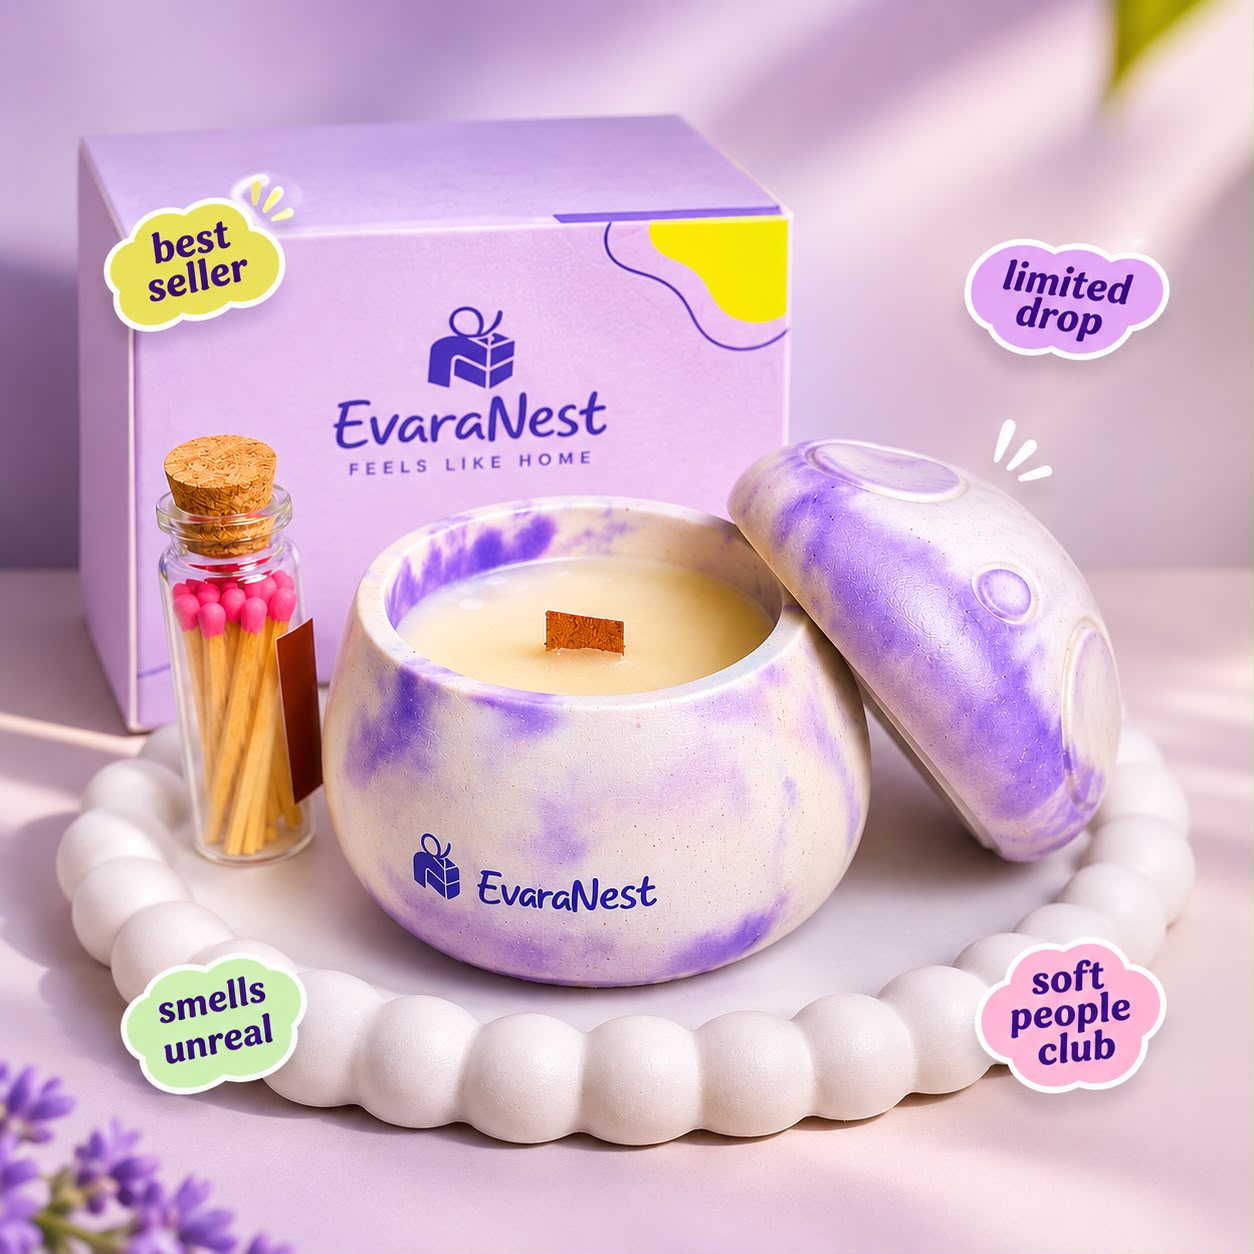 best
seller
limited
drop
EvaraNest
FEELS LIKE HOME
EvaraNest
smells
unreal
soft
people
club